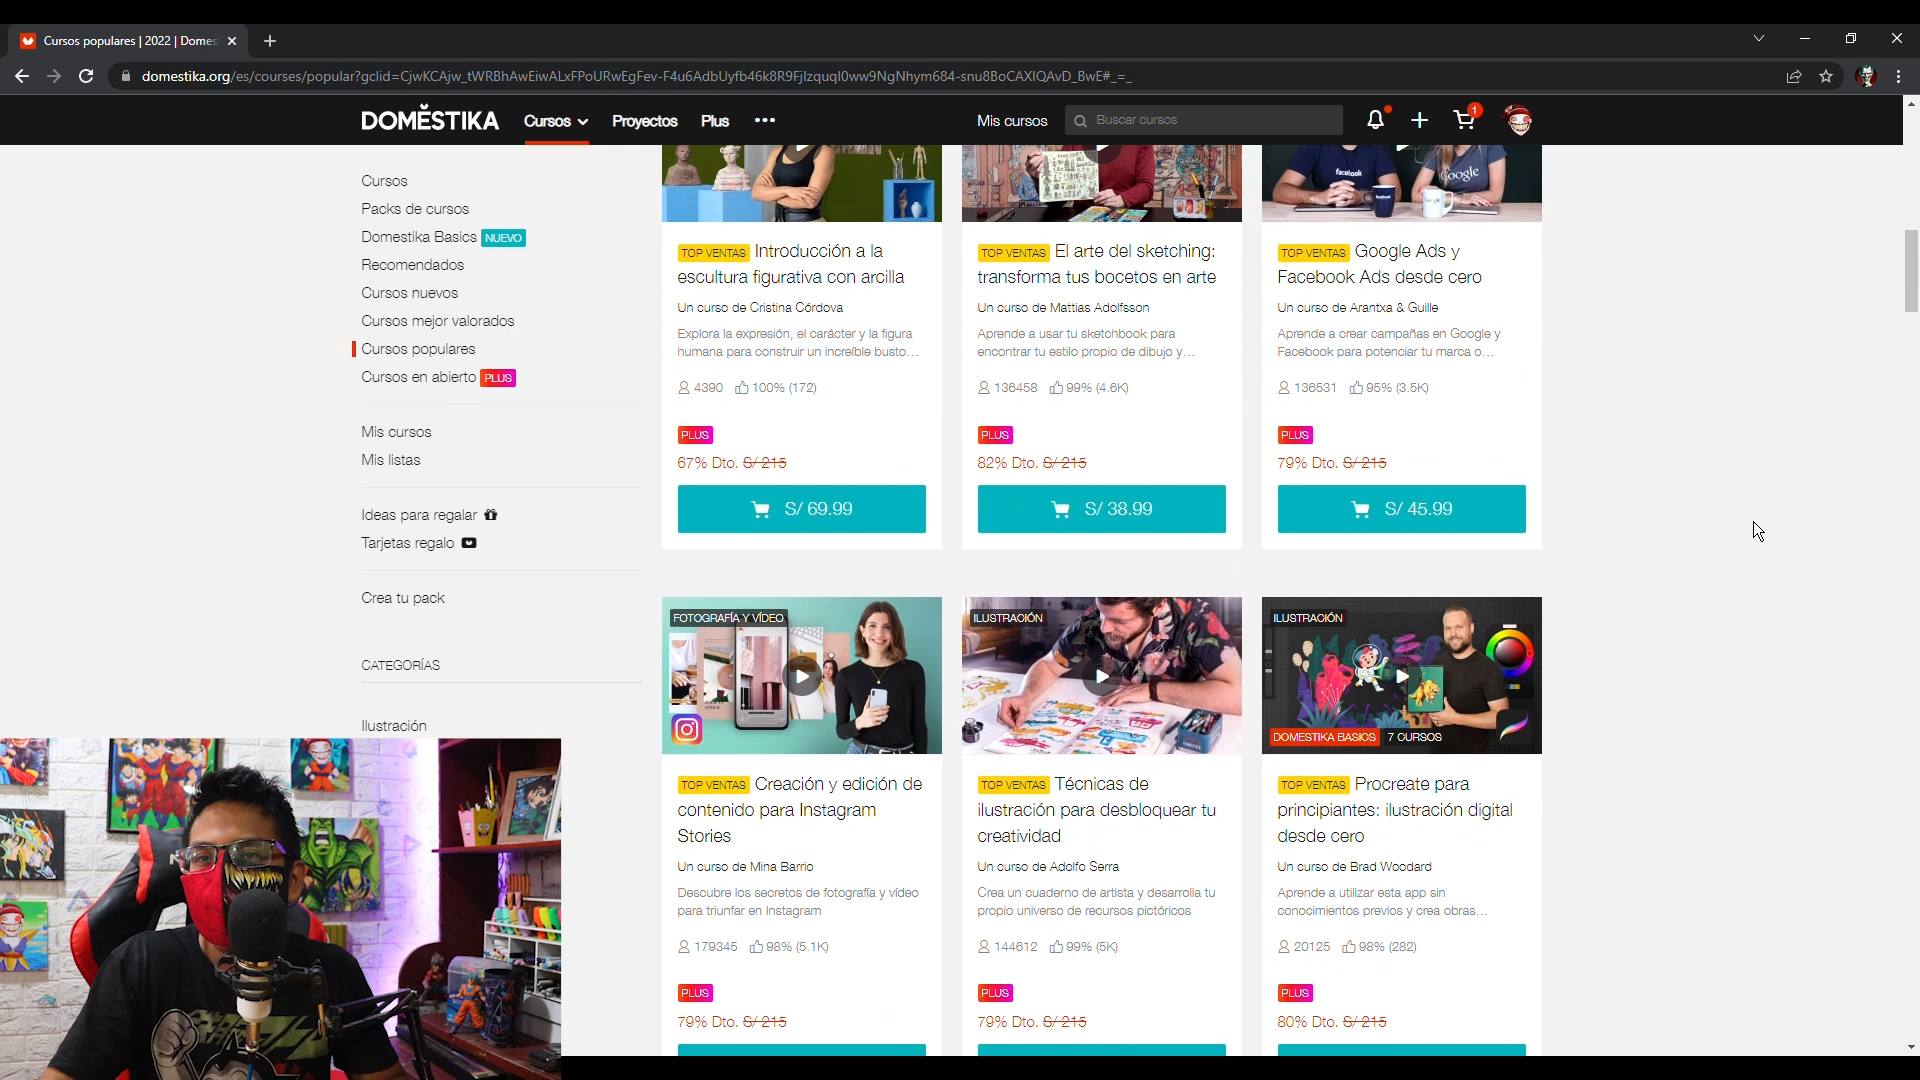 Cursos populares | 2022 | Domes
domestika.org/es/courses/popular?gclid=CjwKCAjw_tWRBhAwEiwALxFPoURwEgFev-F4u6AdbUyfb46k8R9FjlzquqI0ww9NgNhym684-snu8BoCAXIQAvD_BwE#_=_
DOMESTIKA
Cursos
Proyectos
Plus
Mis cursos
Buscar cursos
1
Cursos
Packs de cursos
Domestika Basics NUEVO
Recomendados
Cursos nuevos
Cursos mejor valorados
Cursos populares
Cursos en abierto PLUS
Mis cursos
Mis listas
Ideas para regalar
Tarjetas regalo
Crea tu pack
CATEGORÍAS
Ilustración
TOP VENTAS Introducción a la
escultura figurativa con arcilla
Un curso de Cristina Córdova
Explora la expresión, el carácter y la figura
humana para construir un increíble busto...
4390 100% (172)
PLUS
67% Dto. S/ 215
S/ 69.99
TOP VENTAS El arte del sketching:
transforma tus bocetos en arte
Un curso de Mattias Adolfsson
Aprende a usar tu sketchbook para
encontrar tu estilo propio de dibujo y...
136458 99% (4.6K)
PLUS
82% Dto. S/ 215
S/ 38.99
facebook
Google
TOP VENTAS Google Ads y
Facebook Ads desde cero
Un curso de Arantxa & Guille
Aprende a crear campañas en Google y
Facebook para potenciar tu marca o...
136531 95% (3.5K)
PLUS
79% Dto. S/ 215
S/ 45.99
FOTOGRAFÍA Y VÍDEO
TOP VENTAS Creación y edición de
contenido para Instagram
Stories
Un curso de Mina Barrio
Descubre los secretos de fotografía y vídeo
para triunfar en Instagram
179345 98% (5.1K)
PLUS
79% Dto. S/ 215
ILUSTRACIÓN
TOP VENTAS Técnicas de
ilustración para desbloquear tu
creatividad
Un curso de Adolfo Serra
Crea un cuaderno de artista y desarrolla tu
propio universo de recursos pictóricos
144612 99% (5K)
PLUS
79% Dto. S/ 215
ILUSTRACIÓN
DOMESTIKA BASICS 7 CURSOS
TOP VENTAS Procreate para
principiantes: ilustración digital
desde cero
Un curso de Brad Woodard
Aprende a utilizar esta app sin
conocimientos previos y crea obras...
20125 98% (282)
PLUS
80% Dto. S/ 215